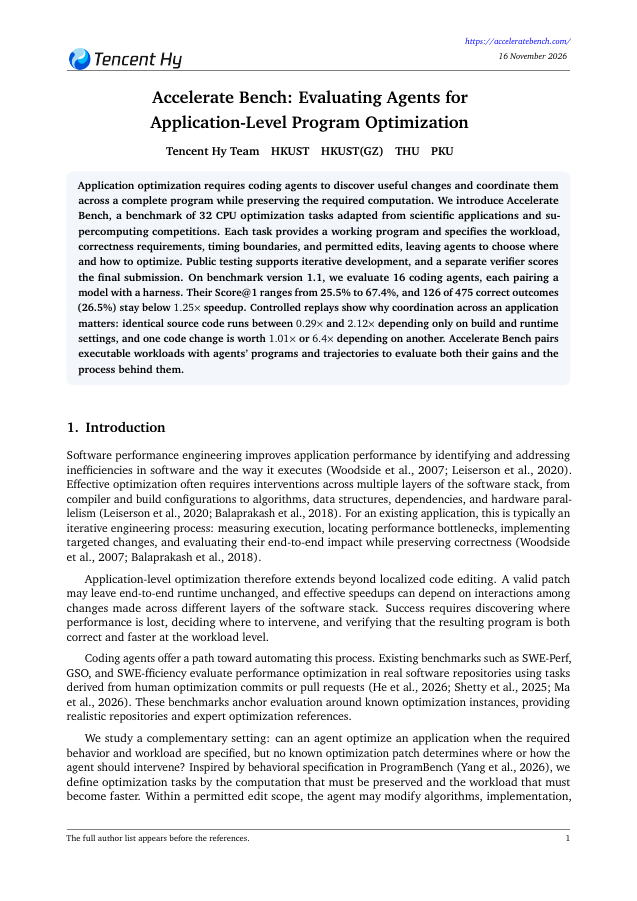 https://acceleratebench.com/
Tencent Hy
16 November 2026
Accelerate Bench: Evaluating Agents for
Application-Level Program Optimization
Tencent Hy Team HKUST HKUST(GZ) THU PKU
Application optimization requires coding agents to discover useful changes and coordinate them
across a complete program while preserving the required computation. We introduce Accelerate
Bench, a benchmark of 32 CPU optimization tasks adapted from scientific applications and su-
percomputing competitions. Each task provides a working program and specifies the workload,
correctness requirements, timing boundaries, and permitted edits, leaving agents to choose where
and how to optimize. Public testing supports iterative development, and a separate verifier scores
the final submission. On benchmark version 1.1, we evaluate 16 coding agents, each pairing a
model with a harness. Their Score@1 ranges from 25.5% to 67.4%, and 126 of 475 correct outcomes
(26.5%) stay below 1.25× speedup. Controlled replays show why coordination across an application
matters: identical source code runs between 0.29× and 2.12× depending only on build and runtime
settings, and one code change is worth 1.01× or 6.4× depending on another. Accelerate Bench pairs
executable workloads with agents' programs and trajectories to evaluate both their gains and the
process behind them.
1. Introduction
Software performance engineering improves application performance by identifying and addressing
inefficiencies in software and the way it executes (Woodside et al., 2007; Leiserson et al., 2020).
Effective optimization often requires interventions across multiple layers of the software stack, from
compiler and build configurations to algorithms, data structures, dependencies, and hardware paral-
lelism (Leiserson et al., 2020; Balaprakash et al., 2018). For an existing application, this is typically an
iterative engineering process: measuring execution, locating performance bottlenecks, implementing
targeted changes, and evaluating their end-to-end impact while preserving correctness (Woodside
et al., 2007; Balaprakash et al., 2018).
Application-level optimization therefore extends beyond localized code editing. A valid patch
may leave end-to-end runtime unchanged, and effective speedups can depend on interactions among
changes made across different layers of the software stack. Success requires discovering where
performance is lost, deciding where to intervene, and verifying that the resulting program is both
correct and faster at the workload level.
Coding agents offer a path toward automating this process. Existing benchmarks such as SWE-Perf,
GSO, and SWE-fficiency evaluate performance optimization in real software repositories using tasks
derived from human optimization commits or pull requests (He et al., 2026; Shetty et al., 2025; Ma
et al., 2026). These benchmarks anchor evaluation around known optimization instances, providing
realistic repositories and expert optimization references.
We study a complementary setting: can an agent optimize an application when the required
behavior and workload are specified, but no known optimization patch determines where or how the
agent should intervene? Inspired by behavioral specification in ProgramBench (Yang et al., 2026), we
define optimization tasks by the computation that must be preserved and the workload that must
become faster. Within a permitted edit scope, the agent may modify algorithms, implementation,
The full author list appears before the references.
1